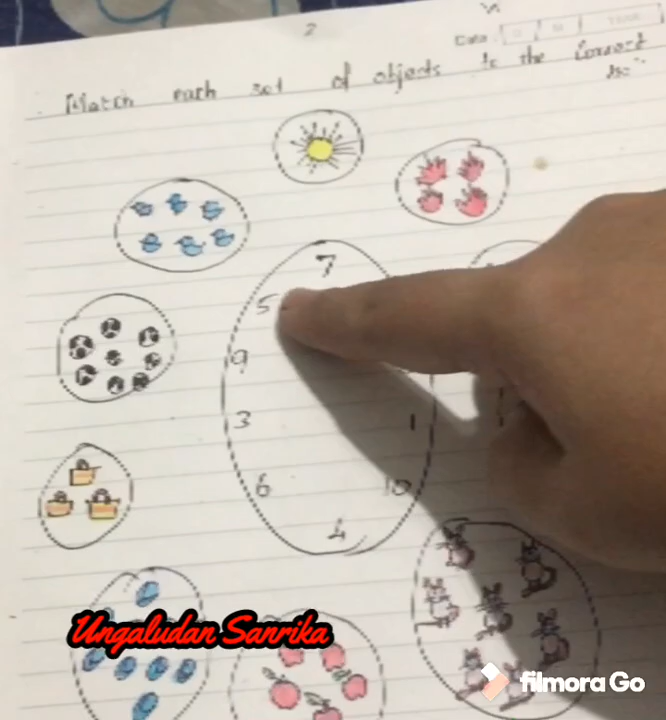 2
Date
Match each set of objects to the Correct
no:
7
5
9
3
1
6
10
4
Ungaludan Sanrika
filmora Go